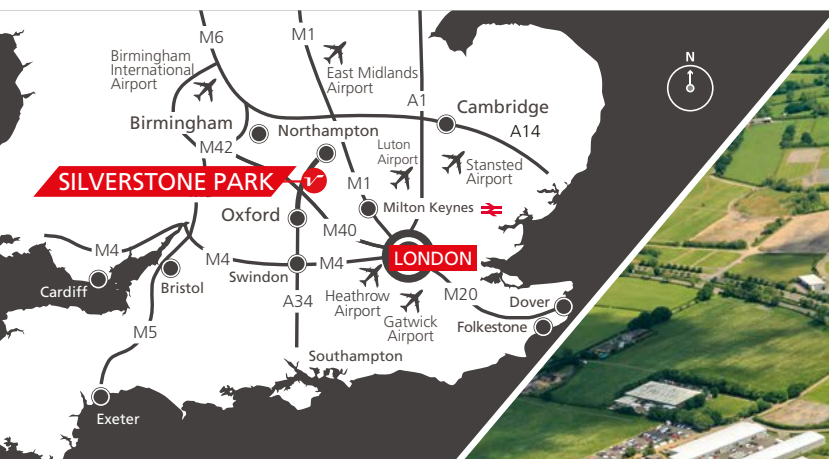 M6
M1
N
Birmingham
International
Airport
East Midlands
Airport
A1
Cambridge
Birmingham
Northampton
A14
M42
Luton
Airport
Stansted
Airport
SILVERSTONE PARK
M1
Milton Keynes
Oxford
M40
M4
M4
Swindon
M4
LONDON
Cardiff
Bristol
Heathrow
Airport
M20
A34
Dover
Gatwick
Airport
Folkestone
M5
Southampton
Exeter